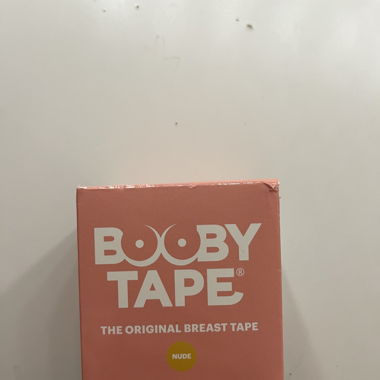 BOOBY
TAPE®
THE ORIGINAL BREAST TAPE
NUDE